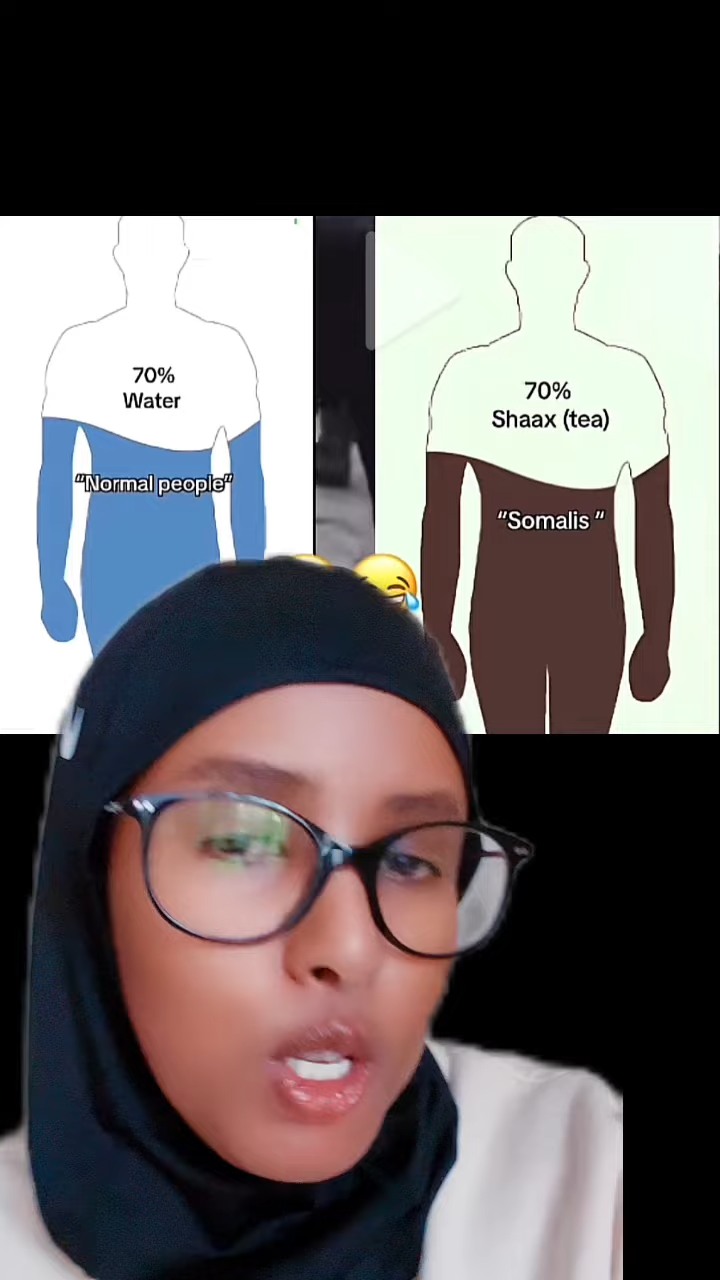 70%
Water
"Normal people"
70%
Shaax (tea)
"Somalis "